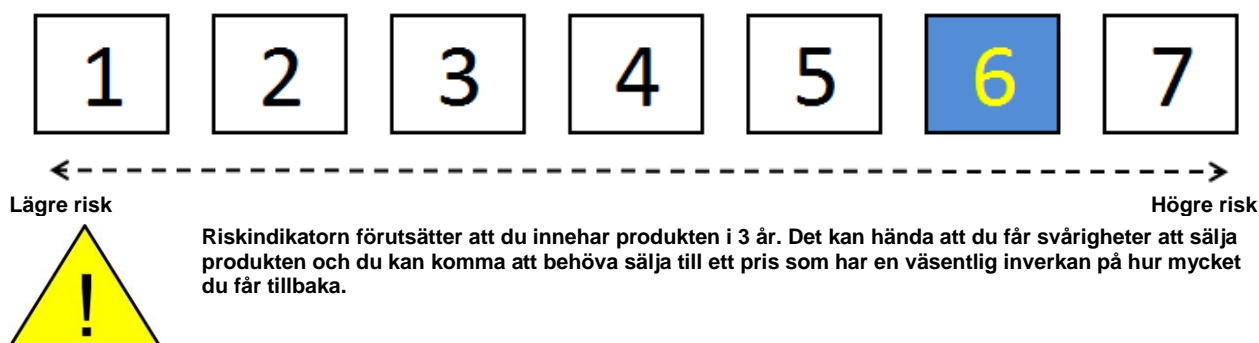 1 2 3 4 5 6 7
Lägre risk Högre risk
Riskindikatorn förutsätter att du innehar produkten i 3 år. Det kan hända att du får svårigheter att sälja
produkten och du kan komma att behöva sälja till ett pris som har en väsentlig inverkan på hur mycket
du får tillbaka.
!